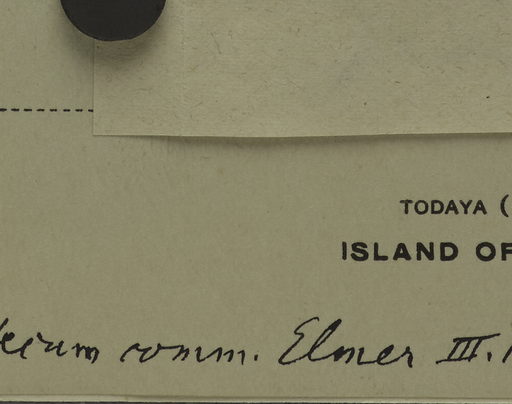 TODAYA (
ISLAND OF
comm. Elmer III.